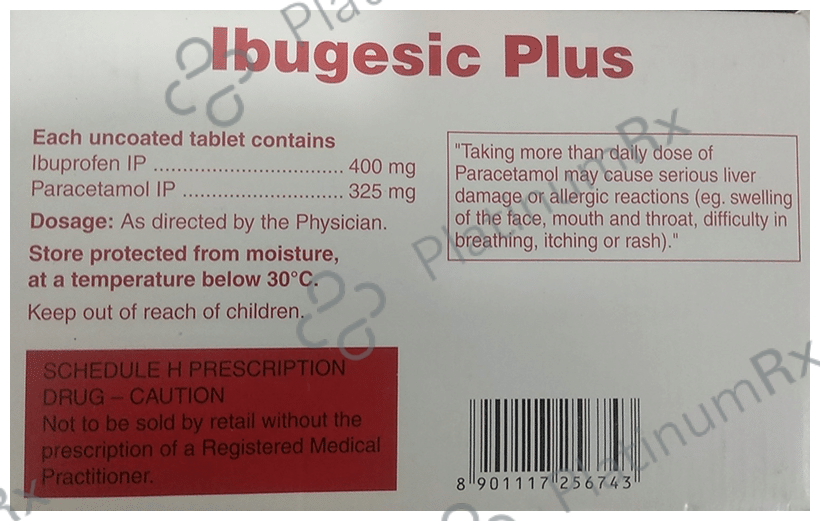 Ibugesic Plus
Each uncoated tablet contains
Ibuprofen IP ................................ 400 mg
Paracetamol IP ........................... 325 mg
Dosage: As directed by the Physician.
Store protected from moisture,
at a temperature below 30°C.
Keep out of reach of children.
"Taking more than daily dose of
Paracetamol may cause serious liver
damage or allergic reactions (eg. swelling
of the face, mouth and throat, difficulty in
breathing, itching or rash)."
SCHEDULE H PRESCRIPTION
DRUG – CAUTION
Not to be sold by retail without the
prescription of a Registered Medical
Practitioner.
8 901117 256743
PlatinumRx
PlatinumRx
PlatinumRx